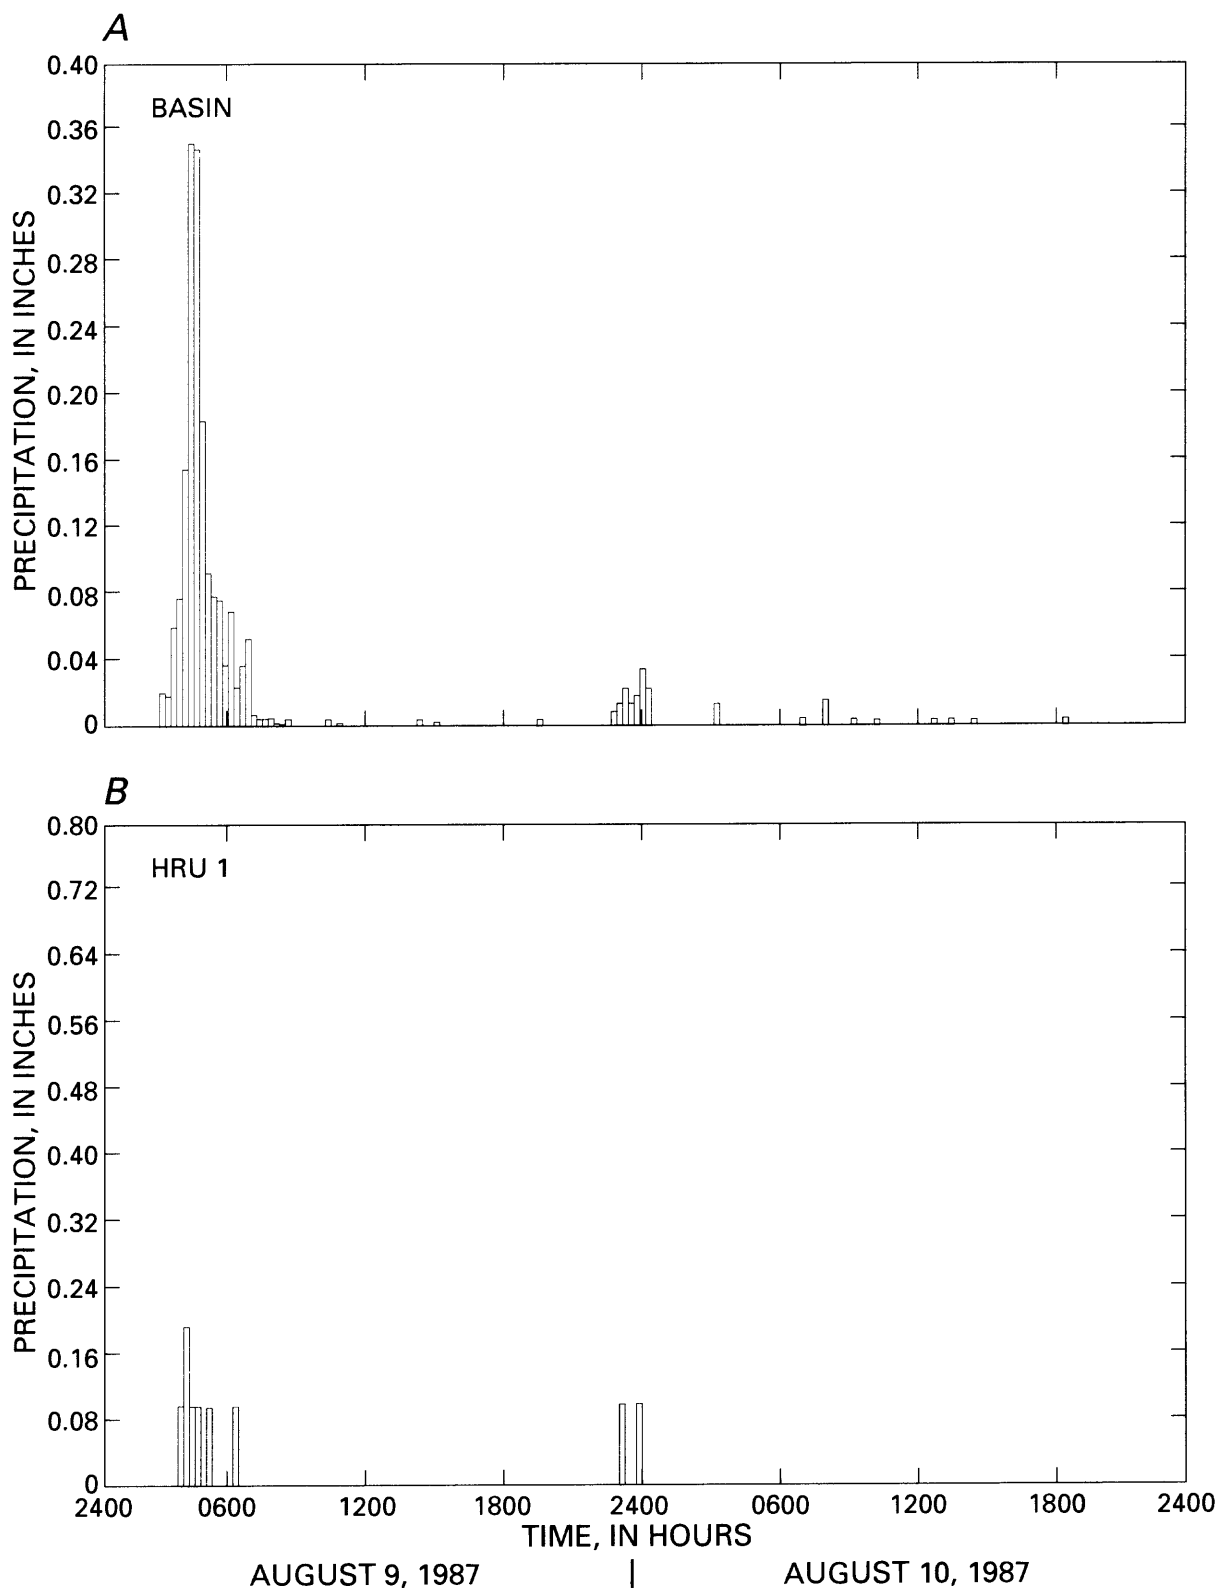 A
BASIN
PRECIPITATION, IN INCHES
0.40
0.36
0.32
0.28
0.24
0.20
0.16
0.12
0.08
0.04
0
B
HRU 1
PRECIPITATION, IN INCHES
0.80
0.72
0.64
0.56
0.48
0.40
0.32
0.24
0.16
0.08
0
2400 0600 1200 1800 2400 0600 1200 1800 2400
TIME, IN HOURS
AUGUST 9, 1987 | AUGUST 10, 1987